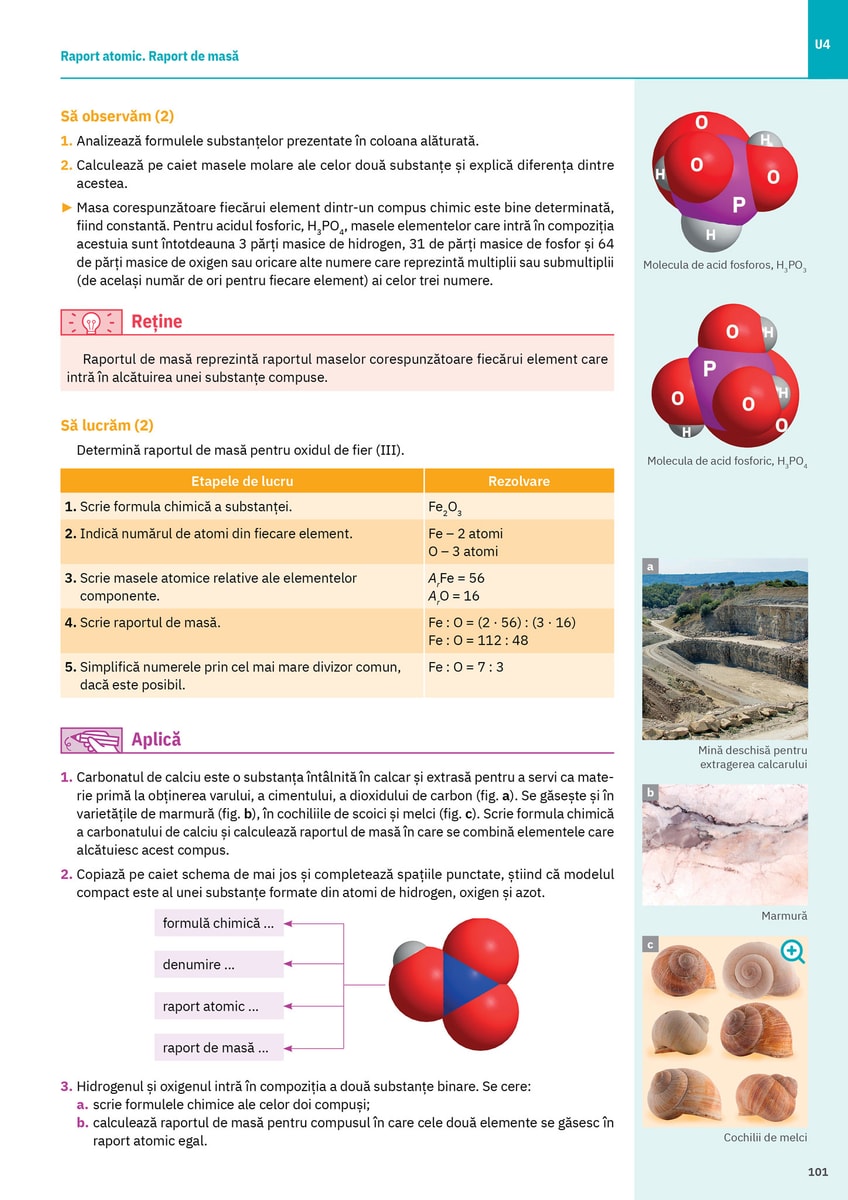 U4
Raport atomic. Raport de masă
Să observăm (2)
1. Analizează formulele substanțelor prezentate în coloana alăturată.
2. Calculează pe caiet masele molare ale celor două substanțe și explică diferența dintre
acestea.
► Masa corespunzătoare fiecărui element dintr-un compus chimic este bine determinată,
fiind constantă. Pentru acidul fosforic, H₃PO₄, masele elementelor care intră în compoziția
acestuia sunt întotdeauna 3 părți masice de hidrogen, 31 de părți masice de fosfor și 64
de părți masice de oxigen sau oricare alte numere care reprezintă multiplii sau submultiplii
(de același număr de ori pentru fiecare element) ai celor trei numere.
Reține
Raportul de masă reprezintă raportul maselor corespunzătoare fiecărui element care
intră în alcătuirea unei substanțe compuse.
Să lucrăm (2)
Determină raportul de masă pentru oxidul de fier (III).
Etapele de lucru
Rezolvare
1. Scrie formula chimică a substanței.
Fe₂O₃
2. Indică numărul de atomi din fiecare element.
Fe – 2 atomi
O – 3 atomi
3. Scrie masele atomice relative ale elementelor
componente.
AᵣFe = 56
AᵣO = 16
4. Scrie raportul de masă.
Fe : O = (2 · 56) : (3 · 16)
Fe : O = 112 : 48
5. Simplifică numerele prin cel mai mare divizor comun,
dacă este posibil.
Fe : O = 7 : 3
Aplică
1. Carbonatul de calciu este o substanța întâlnită în calcar și extrasă pentru a servi ca mate-
rie primă la obținerea varului, a cimentului, a dioxidului de carbon (fig. a). Se găsește și în
varietățile de marmură (fig. b), în cochiliile de scoici și melci (fig. c). Scrie formula chimică
a carbonatului de calciu și calculează raportul de masă în care se combină elementele care
alcătuiesc acest compus.
2. Copiază pe caiet schema de mai jos și completează spațiile punctate, știind că modelul
compact este al unei substanțe formate din atomi de hidrogen, oxigen și azot.
formulă chimică ...
denumire ...
raport atomic ...
raport de masă ...
3. Hidrogenul și oxigenul intră în compoziția a două substanțe binare. Se cere:
a. scrie formulele chimice ale celor doi compuși;
b. calculează raportul de masă pentru compusul în care cele două elemente se găsesc în
raport atomic egal.
O
H
O
O
H
P
H
Molecula de acid fosforos, H₃PO₃
O
H
P
O
O
H
H
O
Molecula de acid fosforic, H₃PO₄
a
Mină deschisă pentru
extragerea calcarului
b
Marmură
c
Cochilii de melci
101